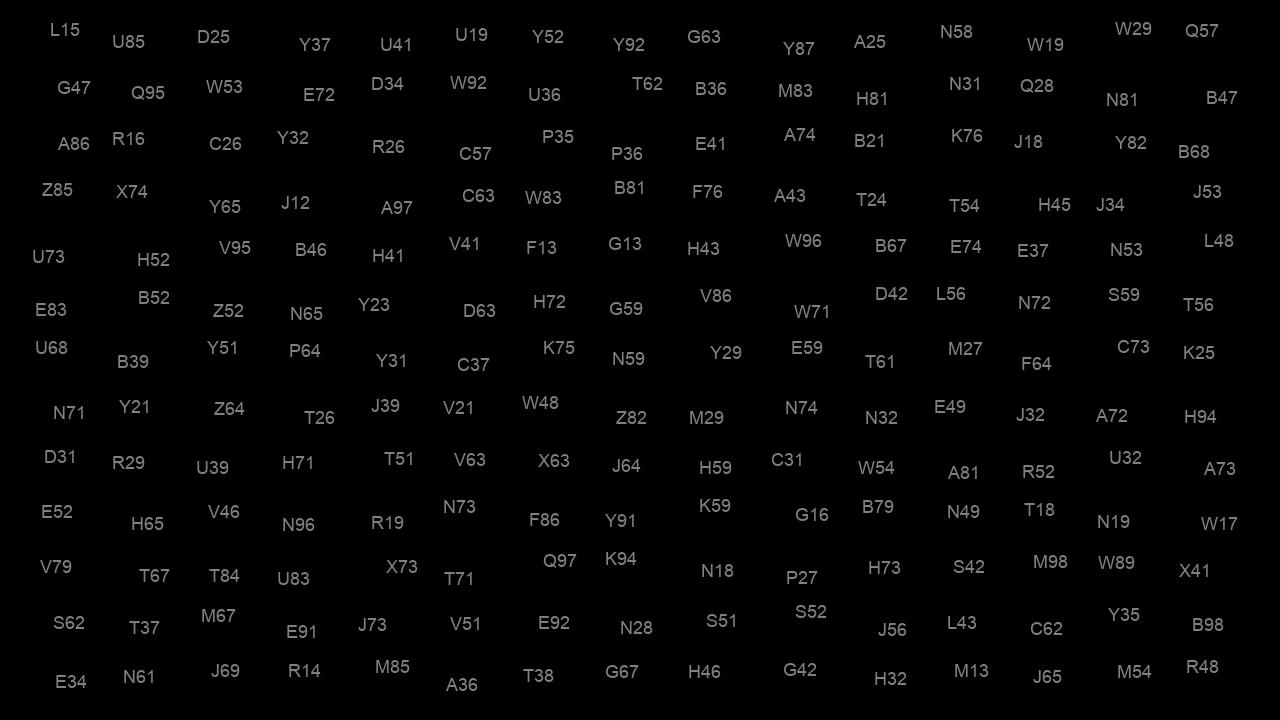 L15 U85 D25 Y37 U41 U19 Y52 Y92 G63 Y87 A25 N58 W19 W29 Q57
G47 Q95 W53 E72 D34 W92 U36 T62 B36 M83 H81 N31 Q28 N81 B47
A86 R16 C26 Y32 R26 C57 P35 P36 E41 A74 B21 K76 J18 Y82 B68
Z85 X74 Y65 J12 A97 C63 W83 B81 F76 A43 T24 T54 H45 J34 J53
U73 H52 V95 B46 H41 V41 F13 G13 H43 W96 B67 E74 E37 N53 L48
E83 B52 Z52 N65 Y23 D63 H72 G59 V86 W71 D42 L56 N72 S59 T56
U68 B39 Y51 P64 Y31 C37 K75 N59 Y29 E59 T61 M27 F64 C73 K25
N71 Y21 Z64 T26 J39 V21 W48 Z82 M29 N74 N32 E49 J32 A72 H94
D31 R29 U39 H71 T51 V63 X63 J64 H59 C31 W54 A81 R52 U32 A73
E52 H65 V46 N96 R19 N73 F86 Y91 K59 G16 B79 N49 T18 N19 W17
V79 T67 T84 U83 X73 T71 Q97 K94 N18 P27 H73 S42 M98 W89 X41
S62 T37 M67 E91 J73 V51 E92 N28 S51 S52 J56 L43 C62 Y35 B98
E34 N61 J69 R14 M85 A36 T38 G67 H46 G42 H32 M13 J65 M54 R48